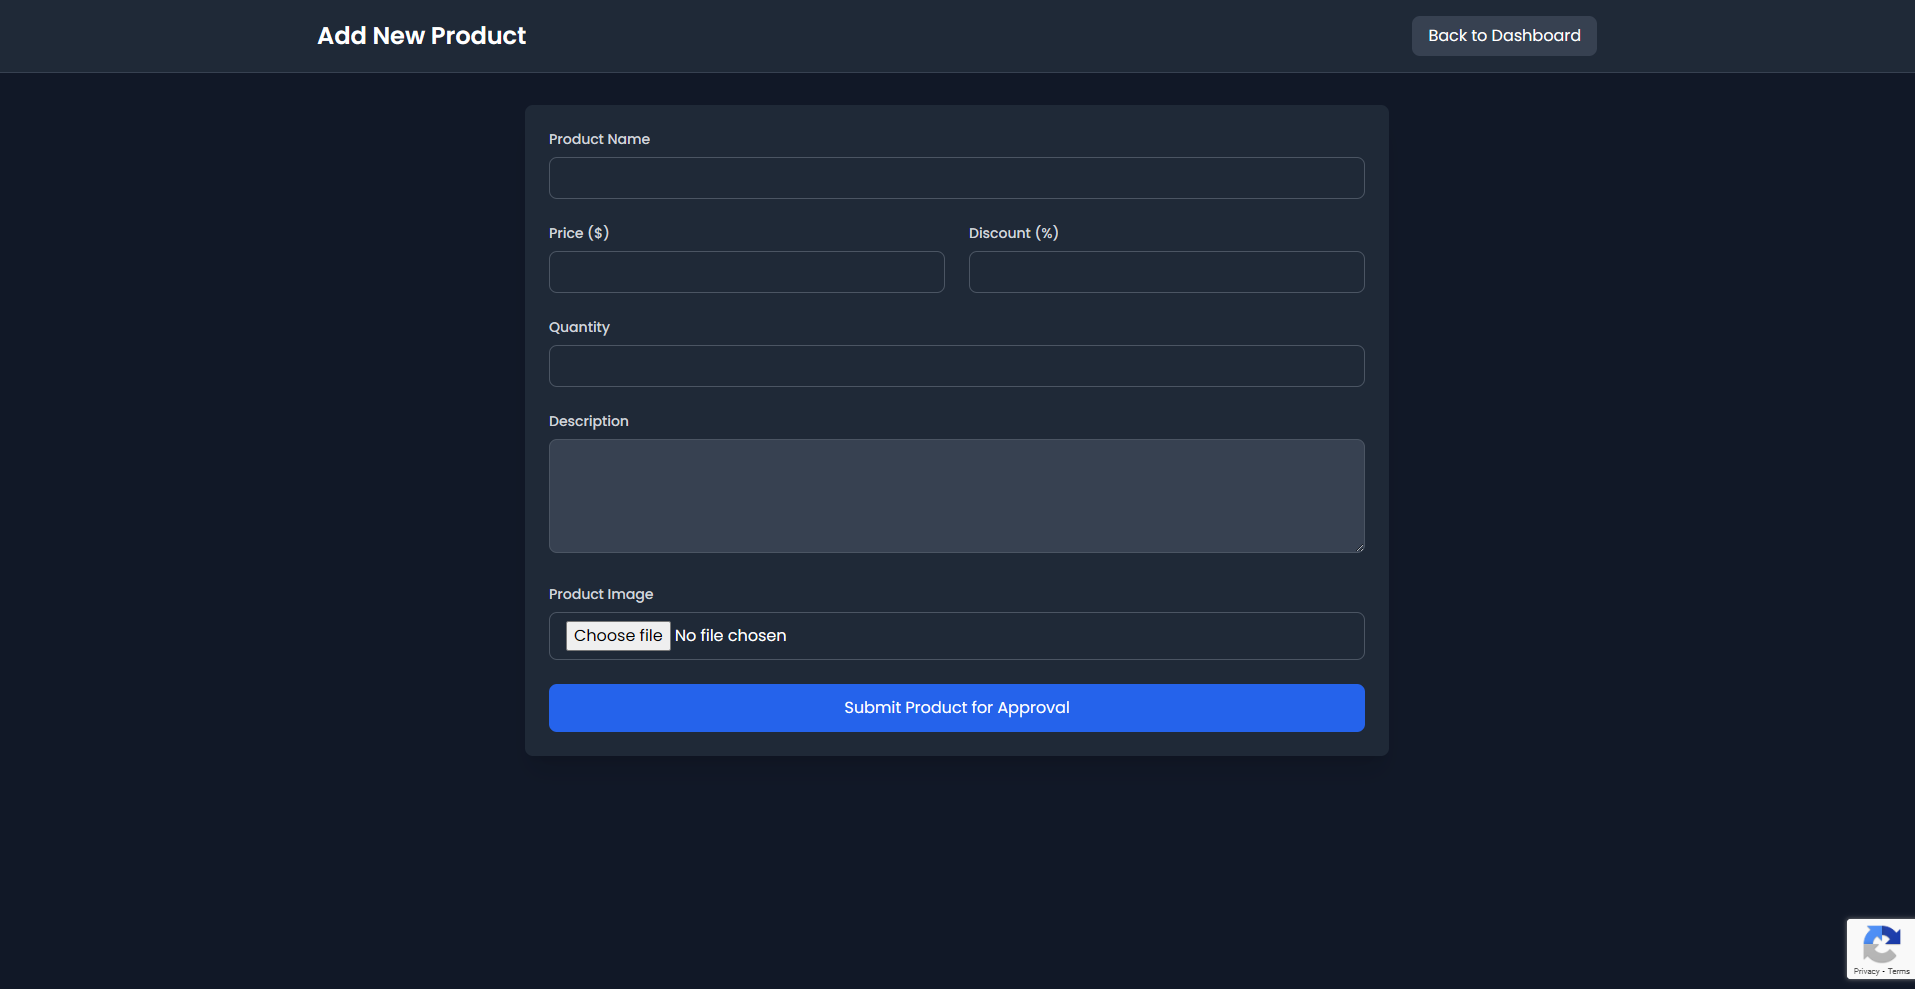 Add New Product
Back to Dashboard
Product Name
Price ($)
Discount (%)
Quantity
Description
Product Image
Choose file No file chosen
Submit Product for Approval
Privacy - Terms